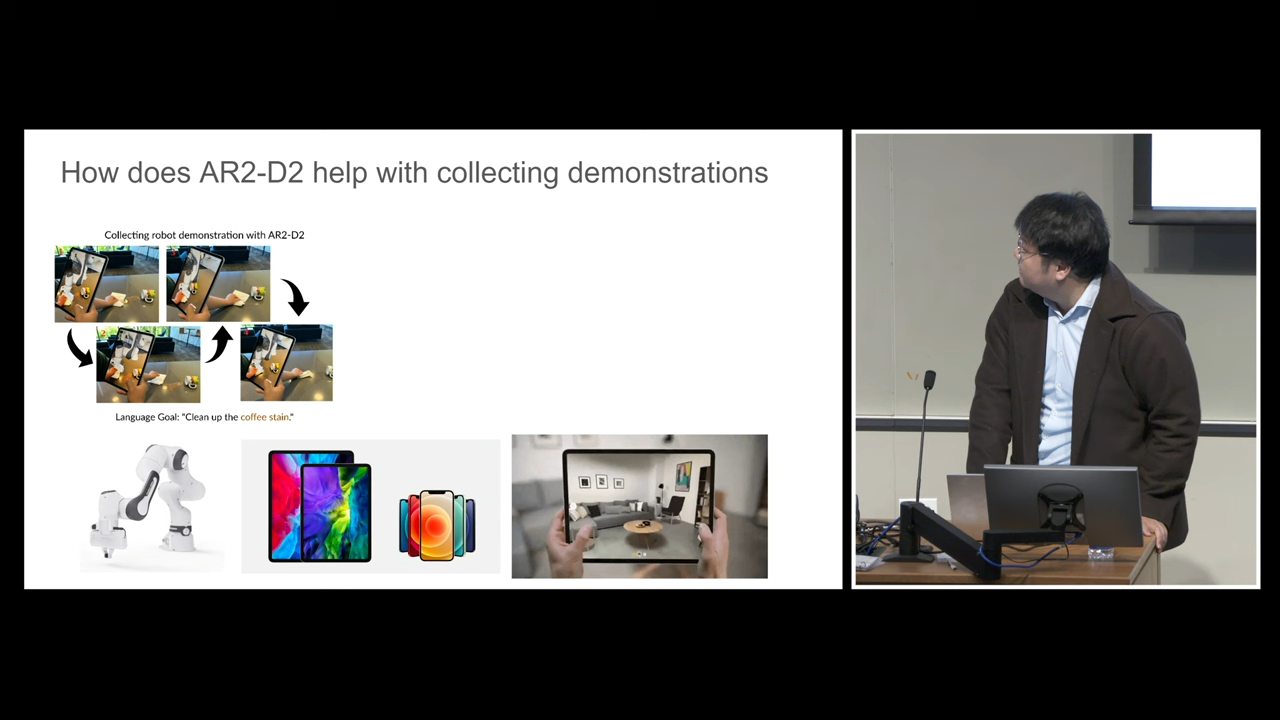 How does AR2-D2 help with collecting demonstrations
Collecting robot demonstration with AR2-D2
Language Goal: "Clean up the coffee stain."